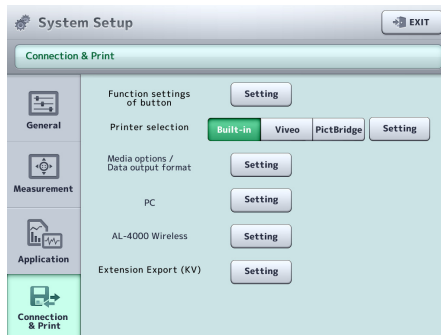 System Setup
EXIT
Connection & Print
General
Measurement
Application
Connection
& Print
Function settings
of button
Setting
Printer selection
Built-in Viveo PictBridge Setting
Media options /
Data output format
Setting
PC
Setting
AL-4000 Wireless
Setting
Extension Export (KV)
Setting